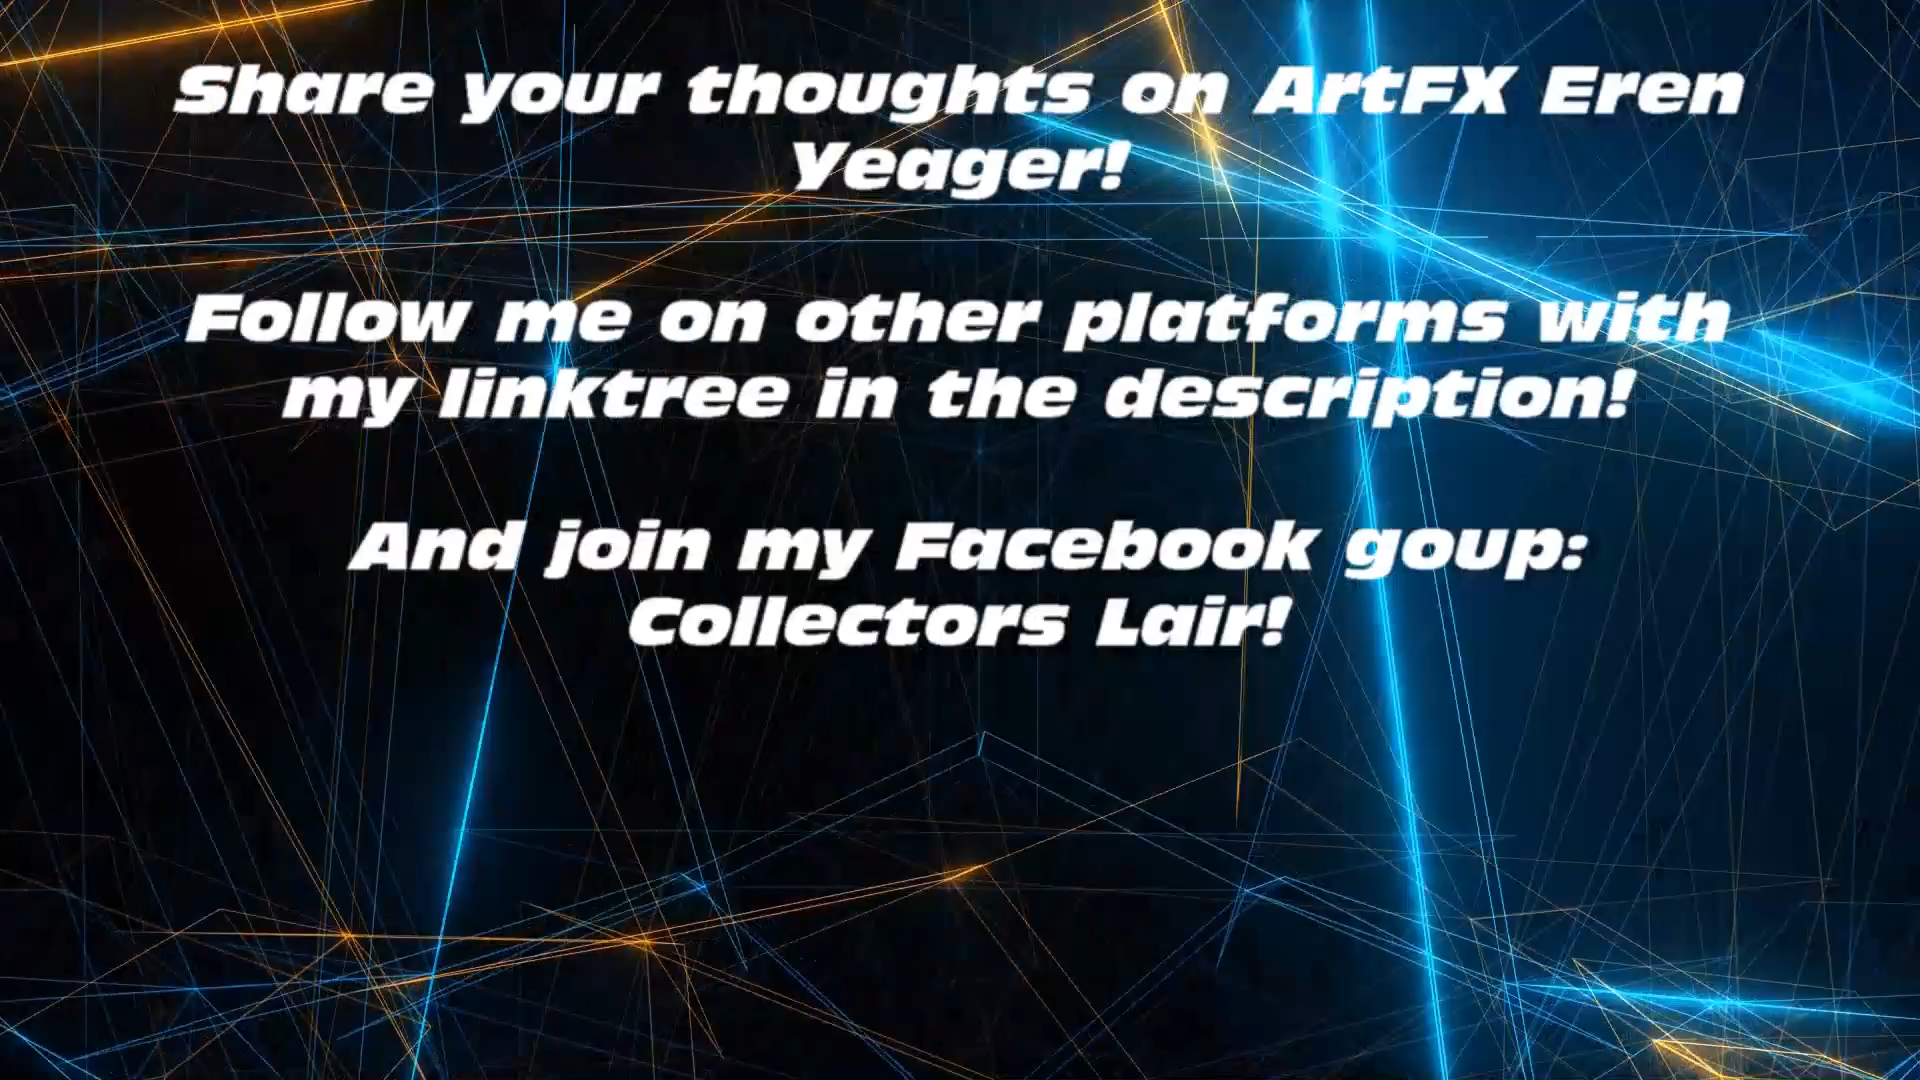 Share your thoughts on ArtFX Eren
Yeager!
Follow me on other platforms with
my linktree in the description!
And join my Facebook goup:
Collectors Lair!